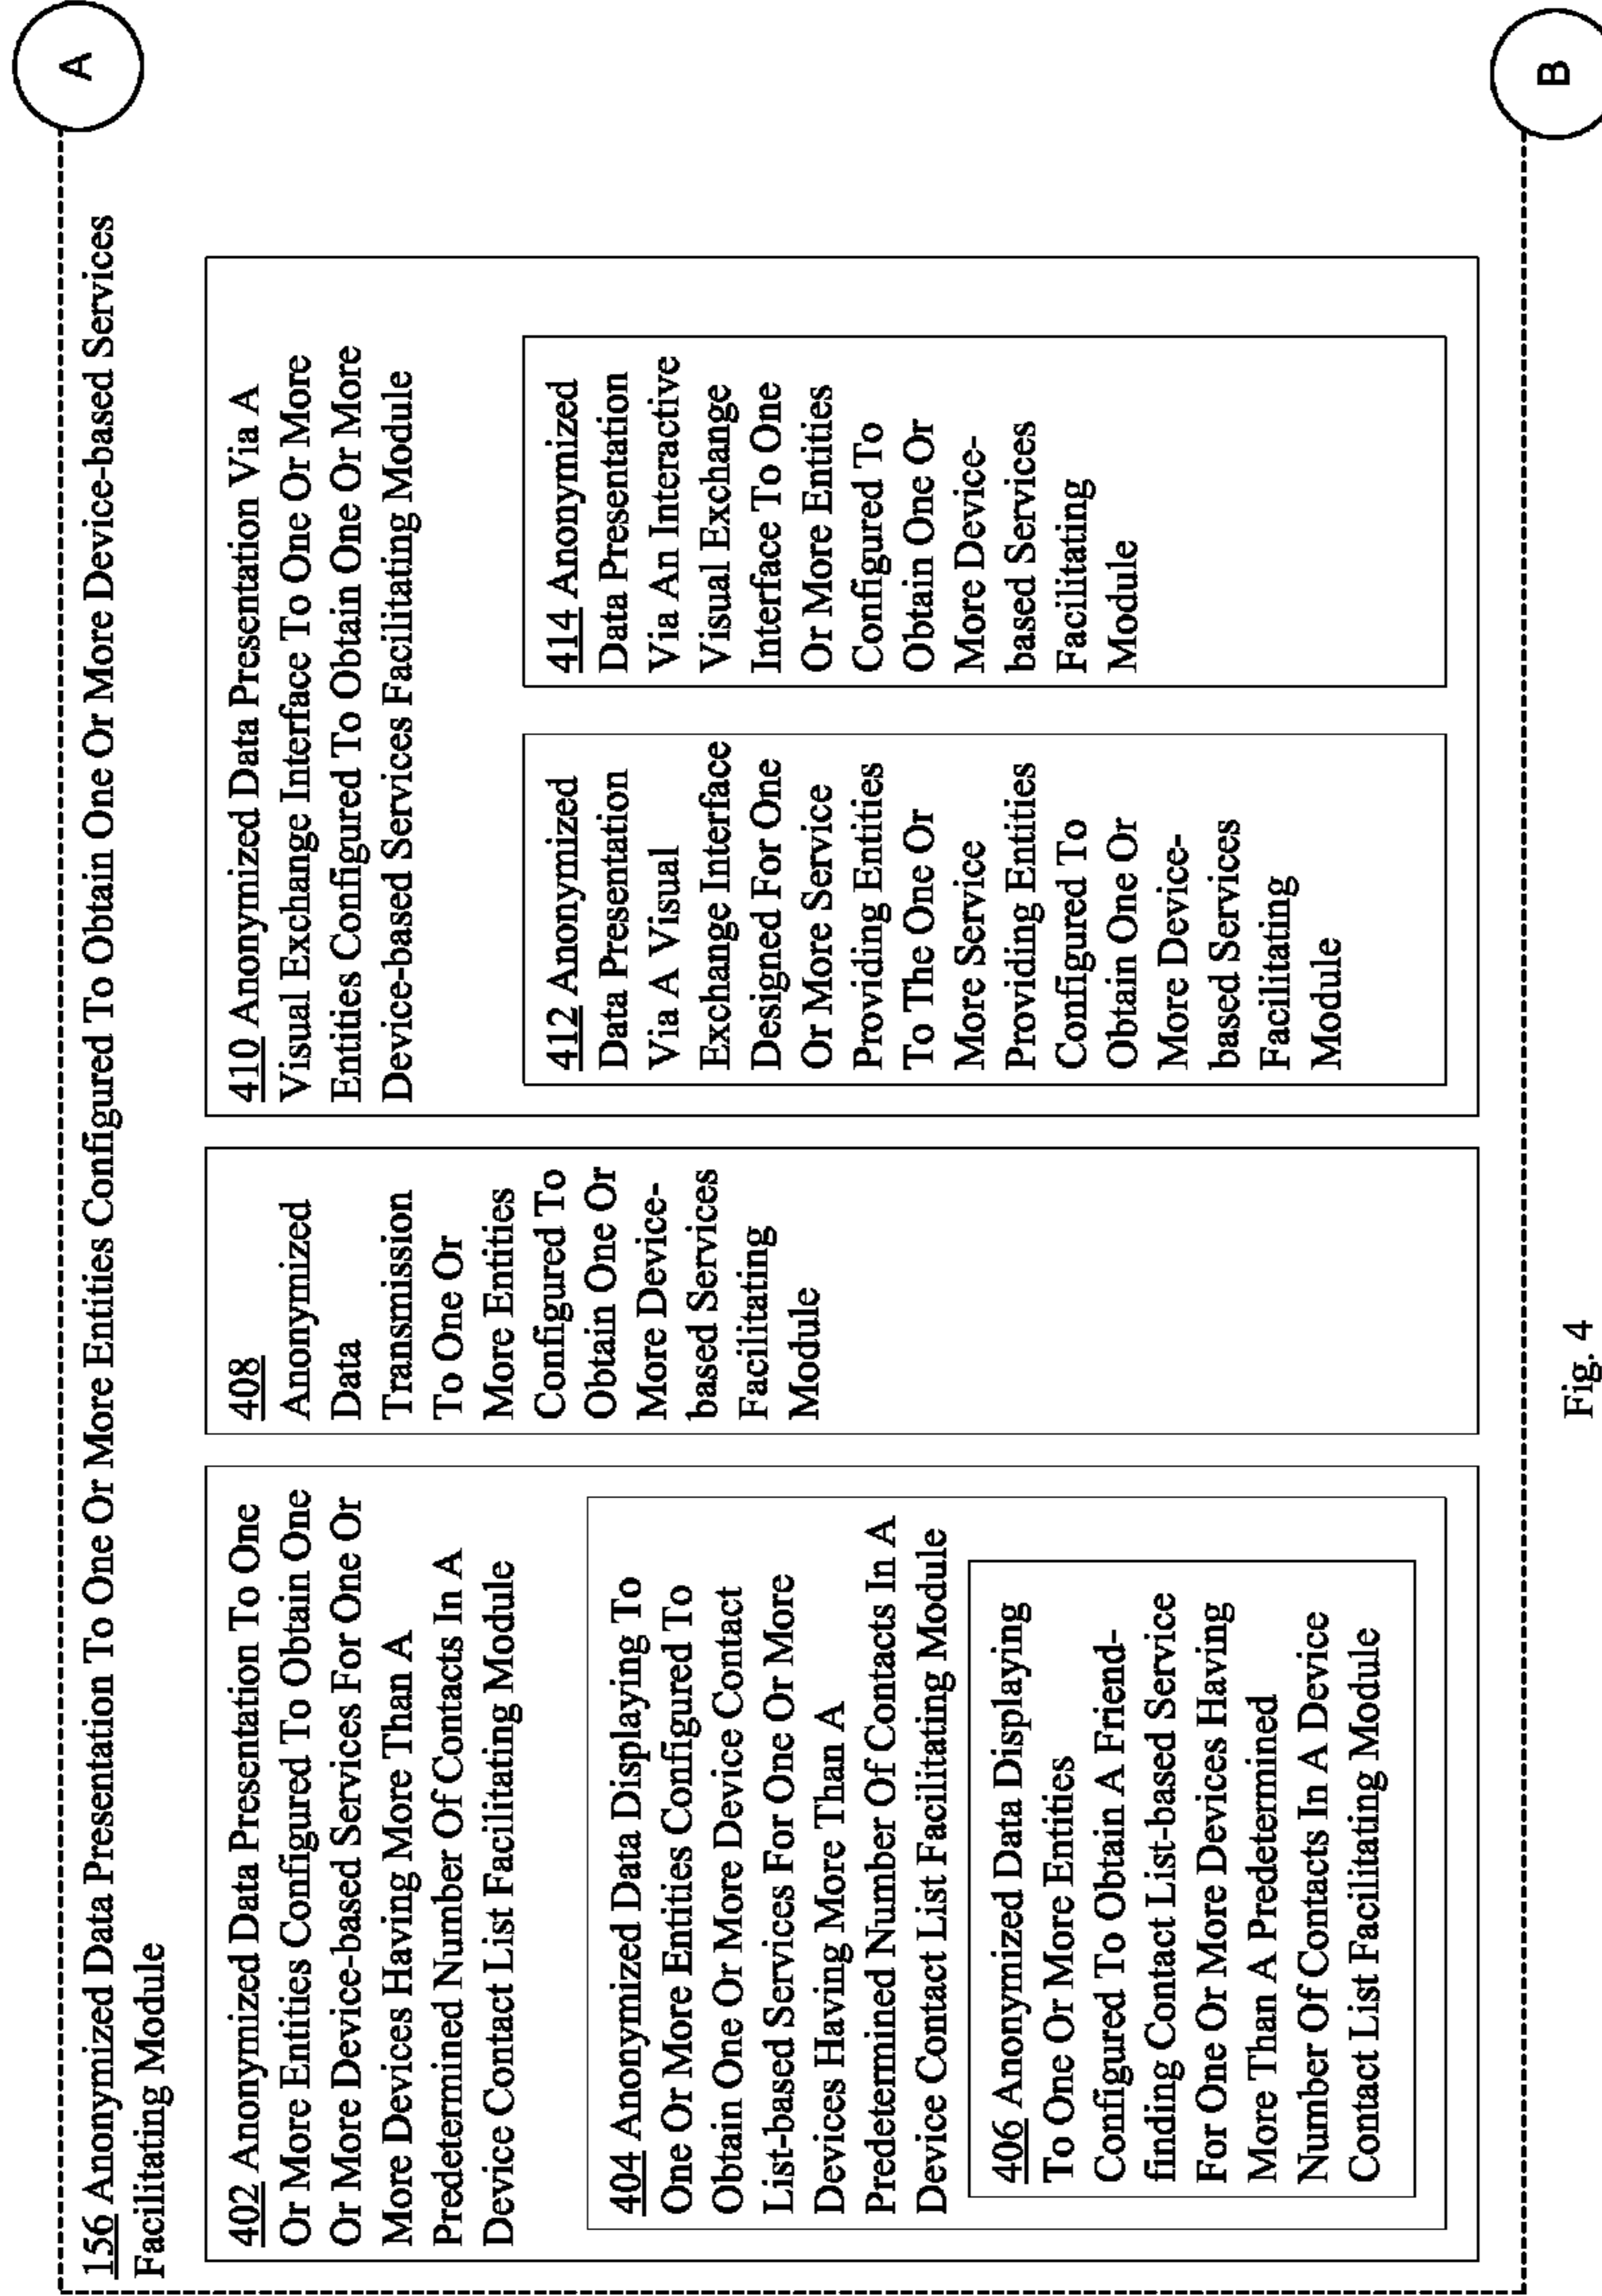 156 Anonymized Data Presentation To One Or More Entities Configured To Obtain One Or More Device-based Services
Facilitating Module
402 Anonymized Data Presentation To One
Or More Entities Configured To Obtain One
Or More Device-based Services For One Or
More Devices Having More Than A
Predetermined Number Of Contacts In A
Device Contact List Facilitating Module
404 Anonymized Data Displaying To
One Or More Entities Configured To
Obtain One Or More Device Contact
List-based Services For One Or More
Devices Having More Than A
Predetermined Number Of Contacts In A
Device Contact List Facilitating Module
406 Anonymized Data Displaying
To One Or More Entities
Configured To Obtain A Friend-
finding Contact List-based Service
For One Or More Devices Having
More Than A Predetermined
Number Of Contacts In A Device
Contact List Facilitating Module
408
Anonymized
Data
Transmission
To One Or
More Entities
Configured To
Obtain One Or
More Device-
based Services
Facilitating
Module
410 Anonymized Data Presentation Via A
Visual Exchange Interface To One Or More
Entities Configured To Obtain One Or More
Device-based Services Facilitating Module
412 Anonymized
Data Presentation
Via A Visual
Exchange Interface
Designed For One
Or More Service
Providing Entities
To The One Or
More Service
Providing Entities
Configured To
Obtain One Or
More Device-
based Services
Facilitating
Module
414 Anonymized
Data Presentation
Via An Interactive
Visual Exchange
Interface To One
Or More Entities
Configured To
Obtain One Or
More Device-
based Services
Facilitating
Module
A
B
Fig. 4